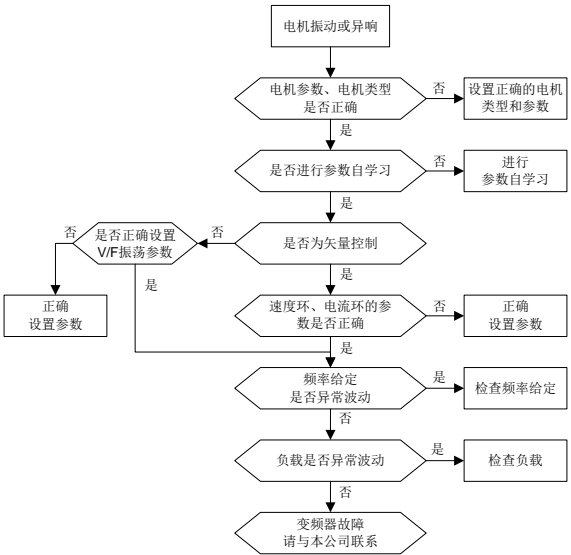 电机振动或异响
电机参数、电机类型
是否正确
否
设置正确的电机
类型和参数
是
是否进行参数自学习
否
进行
参数自学习
是
是否为矢量控制
否
是否正确设置
V/F振荡参数
否
正确
设置参数
是
是
速度环、电流环的参
数是否正确
否
正确
设置参数
是
频率给定
是否异常波动
是
检查频率给定
否
负载是否异常波动
是
检查负载
否
变频器故障
请与本公司联系